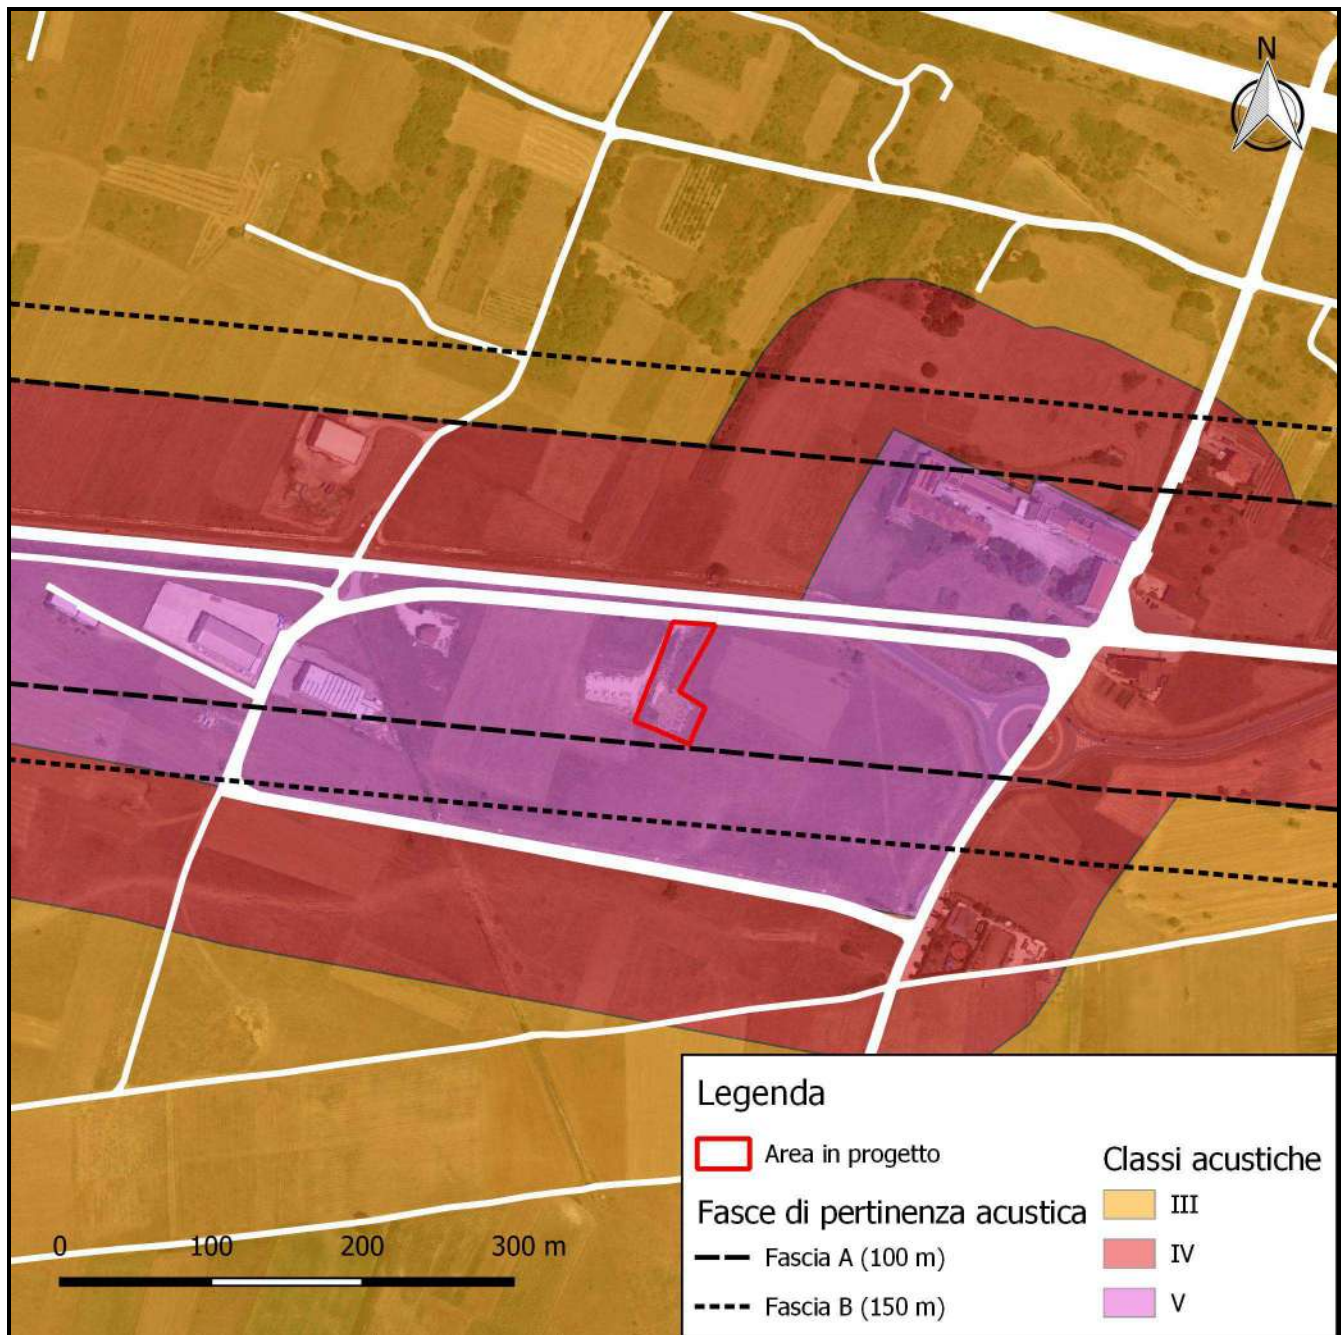 N
Legenda
Area in progetto
Fasce di pertinenza acustica
Fascia A (100 m)
Fascia B (150 m)
Classi acustiche
III
IV
V
0 100 200 300 m